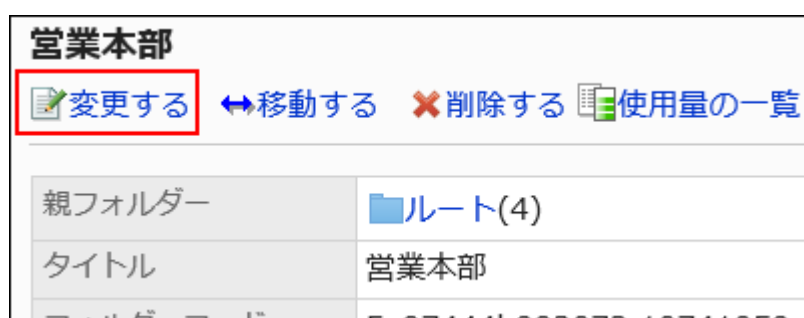 営業本部
変更する 移動する 削除する 使用量の一覧
親フォルダー ルート(4)
タイトル 営業本部